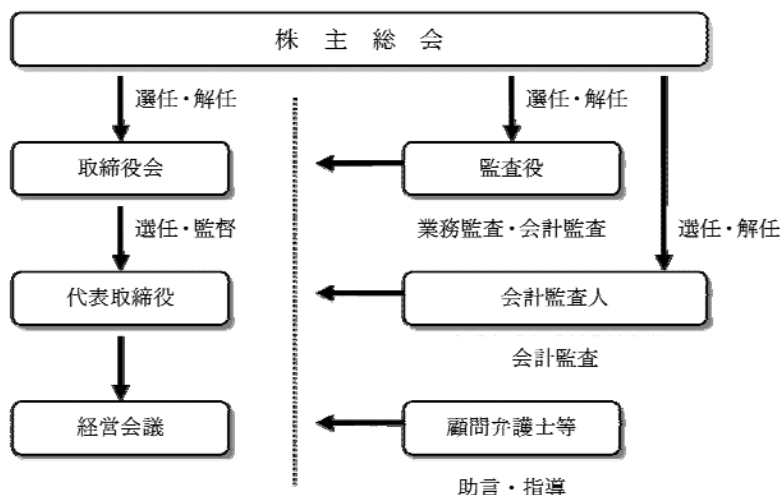 株主総会
選任・解任
選任・解任
取締役会
監査役
選任・監督
業務監査・会計監査
選任・解任
代表取締役
会計監査人
会計監査
経営会議
顧問弁護士等
助言・指導